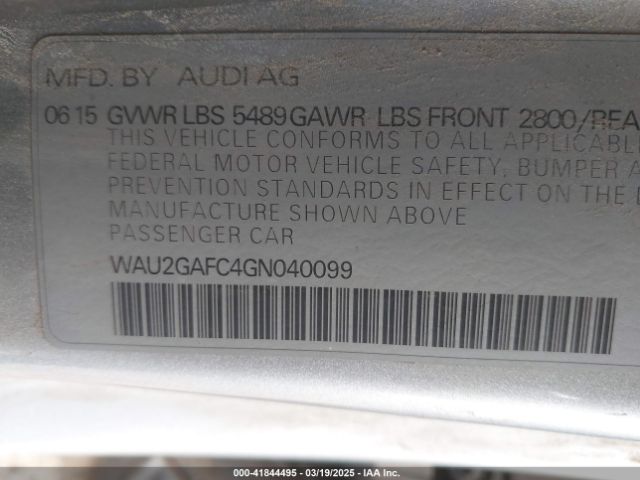 MFD. BY AUDI AG
06 15 GVWR LBS 5489 GAWR LBS FRONT 2800/REA
THIS VEHICLE CONFORMS TO ALL APPLICABLE
FEDERAL MOTOR VEHICLE SAFETY, BUMPER A
PREVENTION STANDARDS IN EFFECT ON THE D
MANUFACTURE SHOWN ABOVE
PASSENGER CAR
WAU2GAFC4GN040099
000-41844495 - 03/19/2025 - IAA Inc.